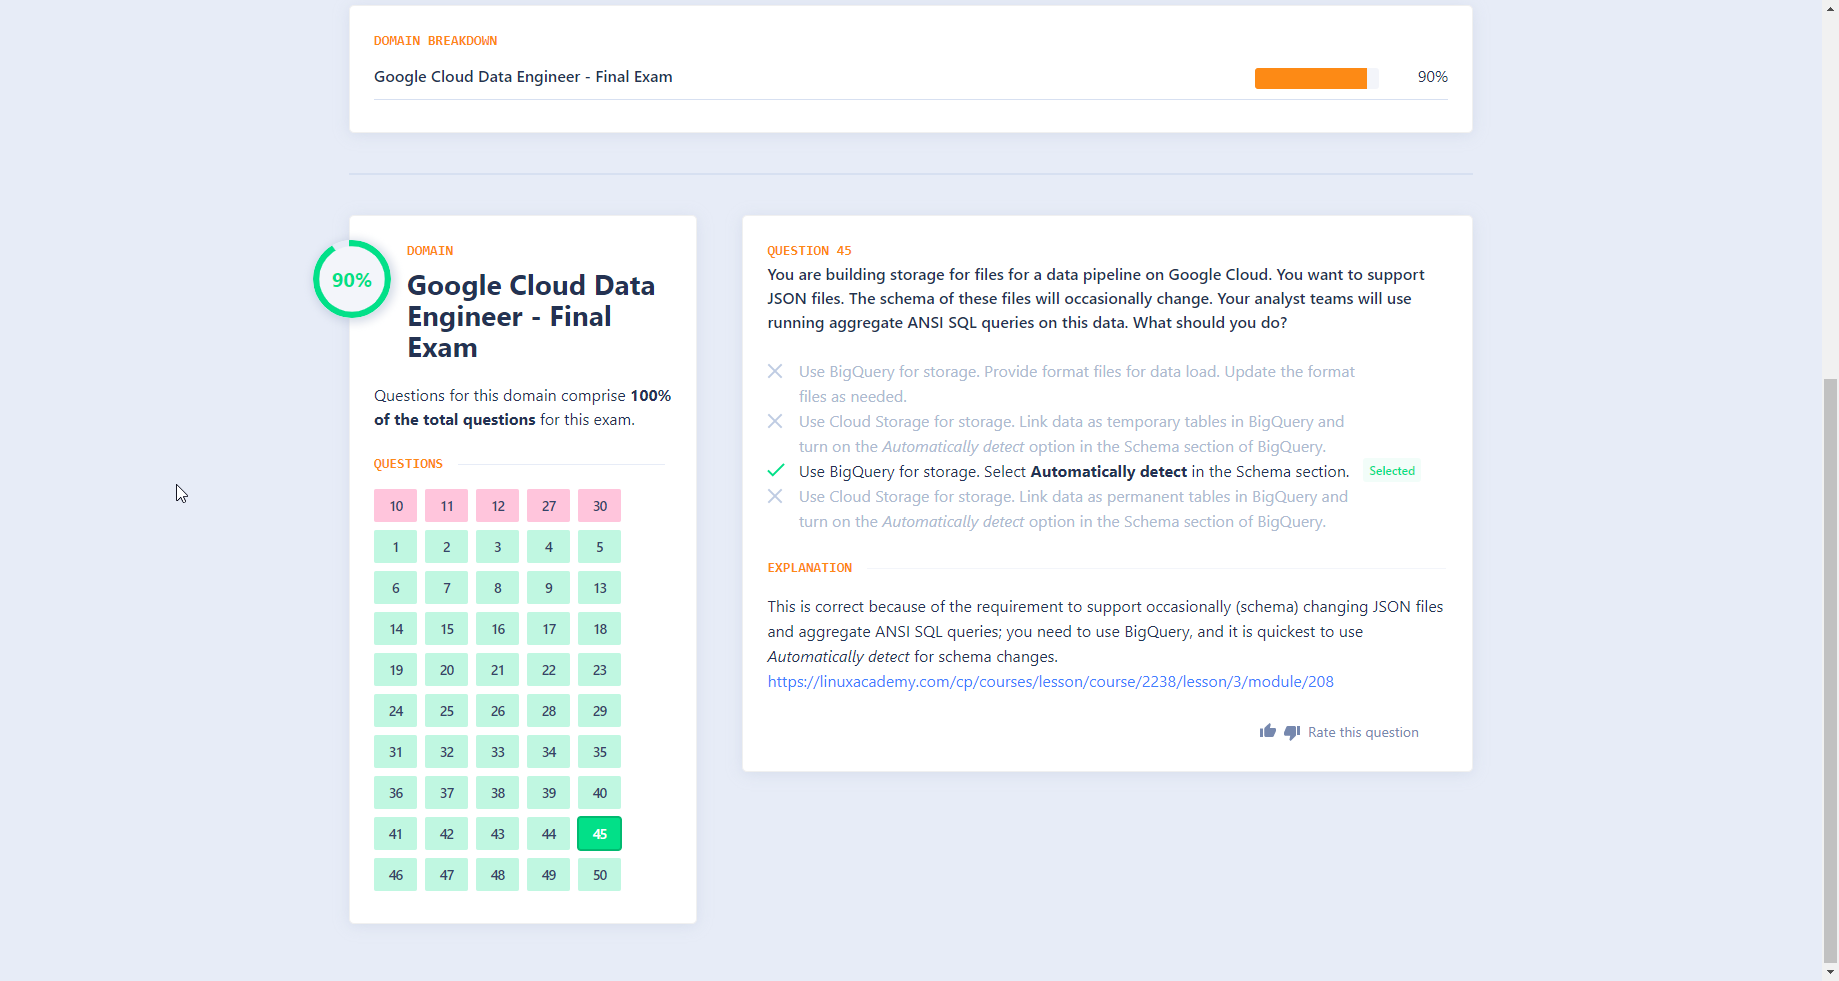 DOMAIN BREAKDOWN
Google Cloud Data Engineer - Final Exam
90%
90%
DOMAIN
Google Cloud Data
Engineer - Final
Exam
Questions for this domain comprise 100%
of the total questions for this exam.
QUESTIONS
10 11 12 27 30
1 2 3 4 5
6 7 8 9 13
14 15 16 17 18
19 20 21 22 23
24 25 26 28 29
31 32 33 34 35
36 37 38 39 40
41 42 43 44 45
46 47 48 49 50
QUESTION 45
You are building storage for files for a data pipeline on Google Cloud. You want to support
JSON files. The schema of these files will occasionally change. Your analyst teams will use
running aggregate ANSI SQL queries on this data. What should you do?
Use BigQuery for storage. Provide format files for data load. Update the format
files as needed.
Use Cloud Storage for storage. Link data as temporary tables in BigQuery and
turn on the Automatically detect option in the Schema section of BigQuery.
Use BigQuery for storage. Select Automatically detect in the Schema section. Selected
Use Cloud Storage for storage. Link data as permanent tables in BigQuery and
turn on the Automatically detect option in the Schema section of BigQuery.
EXPLANATION
This is correct because of the requirement to support occasionally (schema) changing JSON files
and aggregate ANSI SQL queries; you need to use BigQuery, and it is quickest to use
Automatically detect for schema changes.
https://linuxacademy.com/cp/courses/lesson/course/2238/lesson/3/module/208
Rate this question